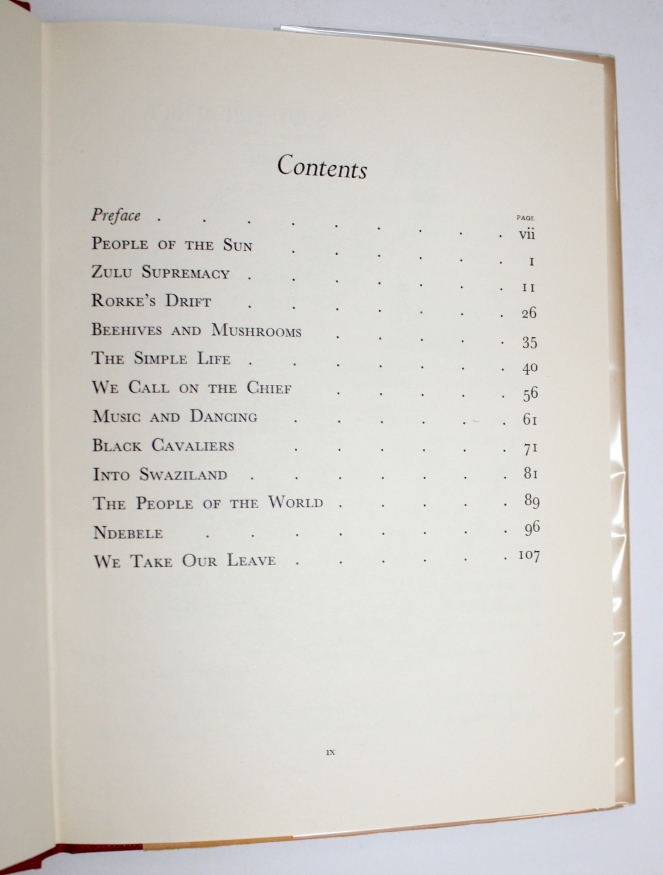 Contents
PAGE
Preface . . . . . . . . . vii
People of the Sun . . . . . . 1
Zulu Supremacy . . . . . . . 11
Rorke's Drift . . . . . . . 26
Beehives and Mushrooms . . . . . 35
The Simple Life . . . . . . . 40
We Call on the Chief . . . . . 56
Music and Dancing . . . . . . 61
Black Cavaliers . . . . . . 71
Into Swaziland . . . . . . . 81
The People of the World . . . . . 89
Ndebele . . . . . . . . 96
We Take Our Leave . . . . . . 107
ix